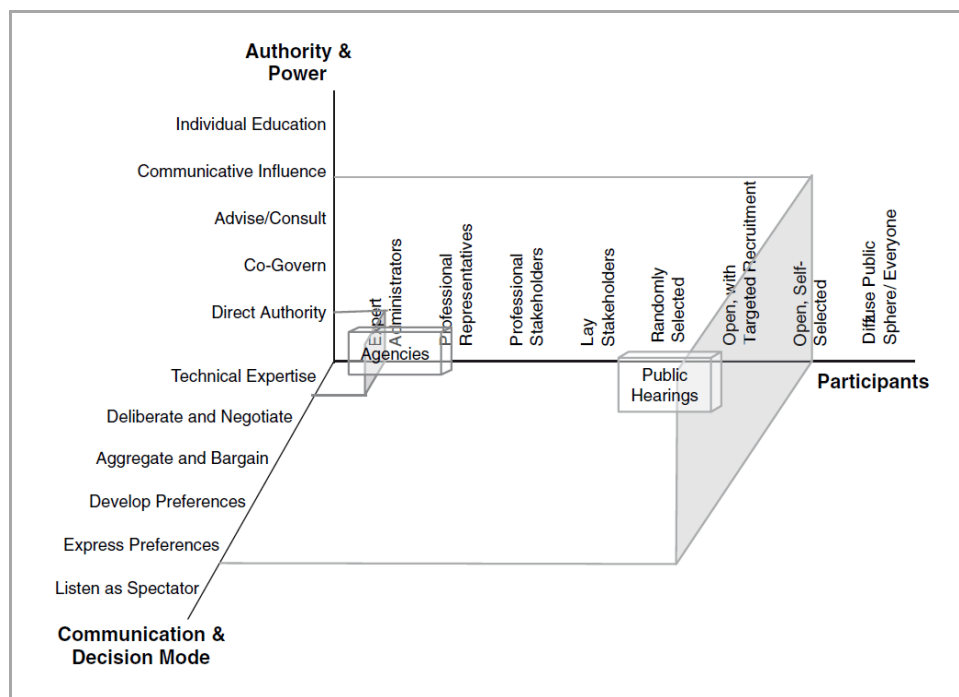 Authority &
Power
Individual Education
Communicative Influence
Advise/Consult
Co-Govern
Direct Authority
Expert
Administrators
Professional
Representatives
Professional
Stakeholders
Lay
Stakeholders
Randomly
Selected
Open, with
Targeted Recruitment
Open, Self-
Selected
Diffuse Public
Sphere/ Everyone
Agencies
Public
Hearings
Participants
Technical Expertise
Deliberate and Negotiate
Aggregate and Bargain
Develop Preferences
Express Preferences
Listen as Spectator
Communication &
Decision Mode